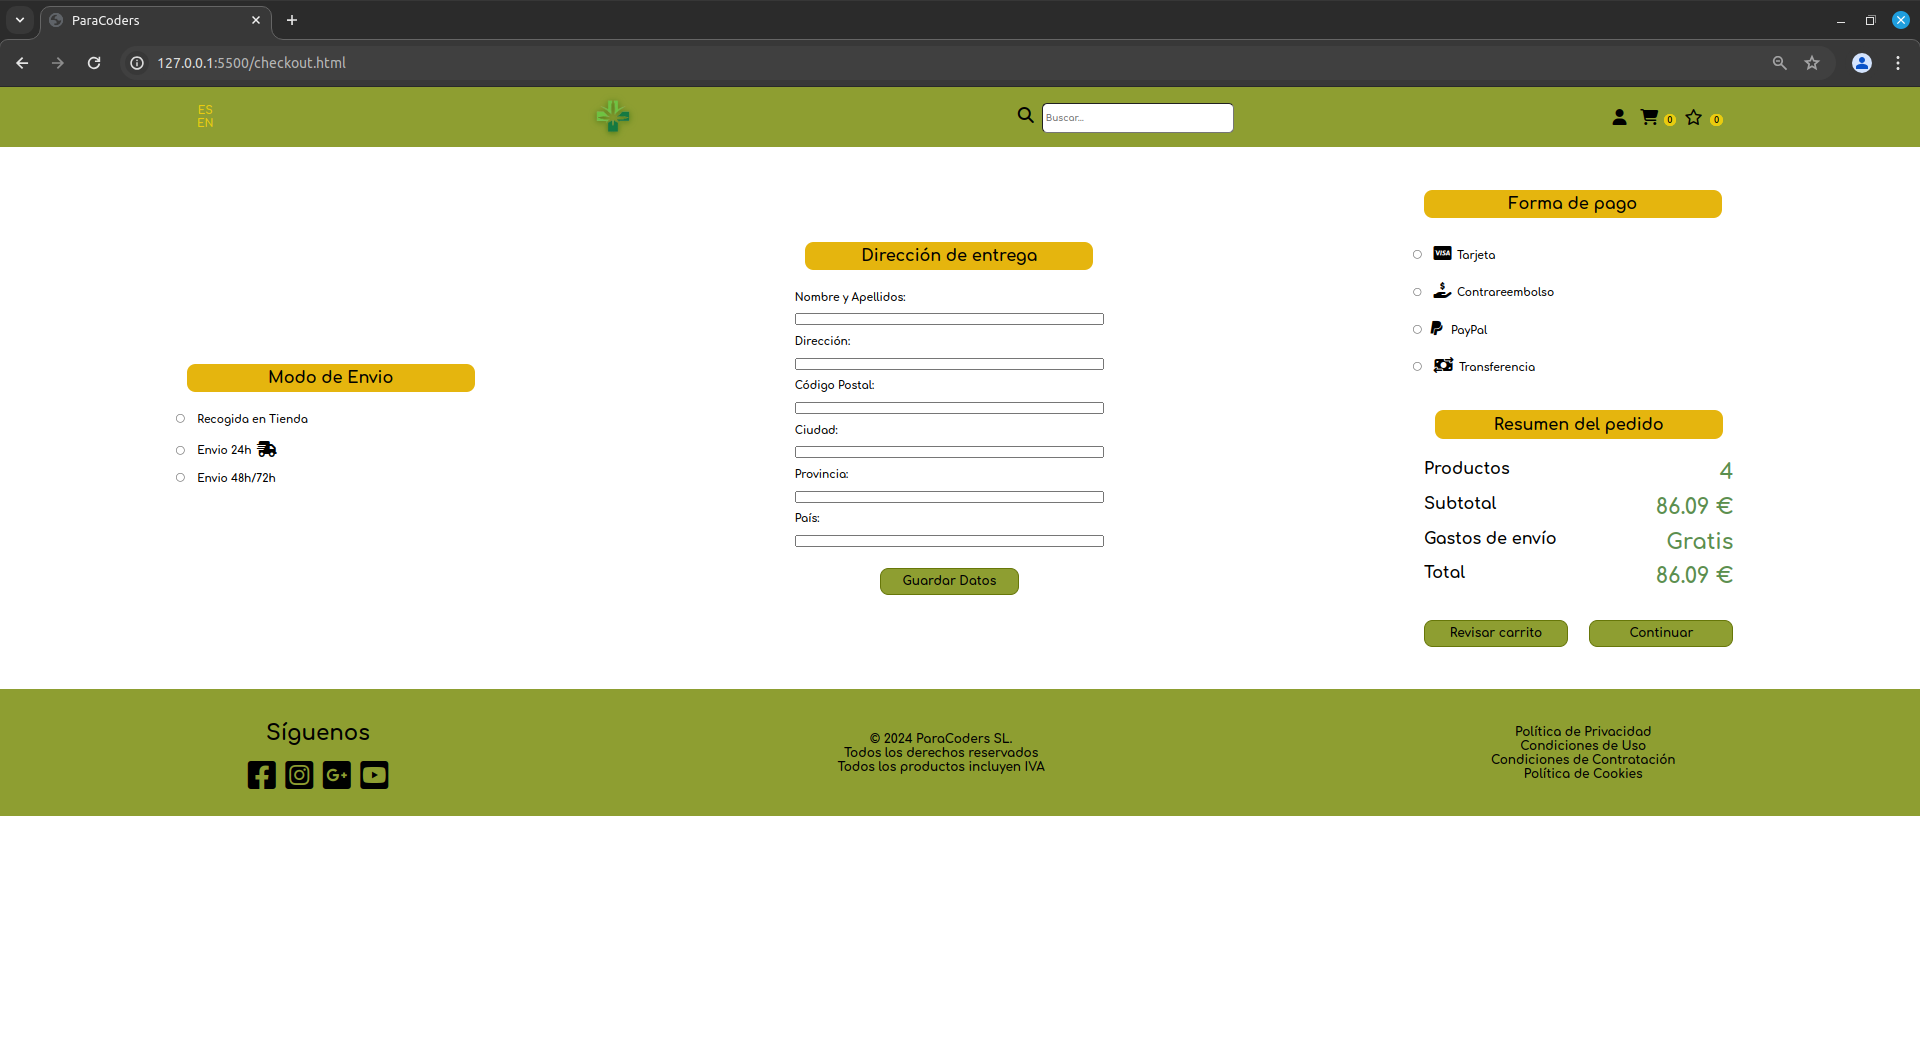 ParaCoders
127.0.0.1:5500/checkout.html
ES
EN
Buscar...
0
0
Modo de Envio
Recogida en Tienda
Envio 24h
Envio 48h/72h
Dirección de entrega
Nombre y Apellidos:
Dirección:
Código Postal:
Ciudad:
Provincia:
País:
Guardar Datos
Forma de pago
VISA Tarjeta
Contrareembolso
PayPal
Transferencia
Resumen del pedido
Productos 4
Subtotal 86.09 €
Gastos de envío Gratis
Total 86.09 €
Revisar carrito Continuar
Síguenos
© 2024 ParaCoders SL.
Todos los derechos reservados
Todos los productos incluyen IVA
Política de Privacidad
Condiciones de Uso
Condiciones de Contratación
Política de Cookies